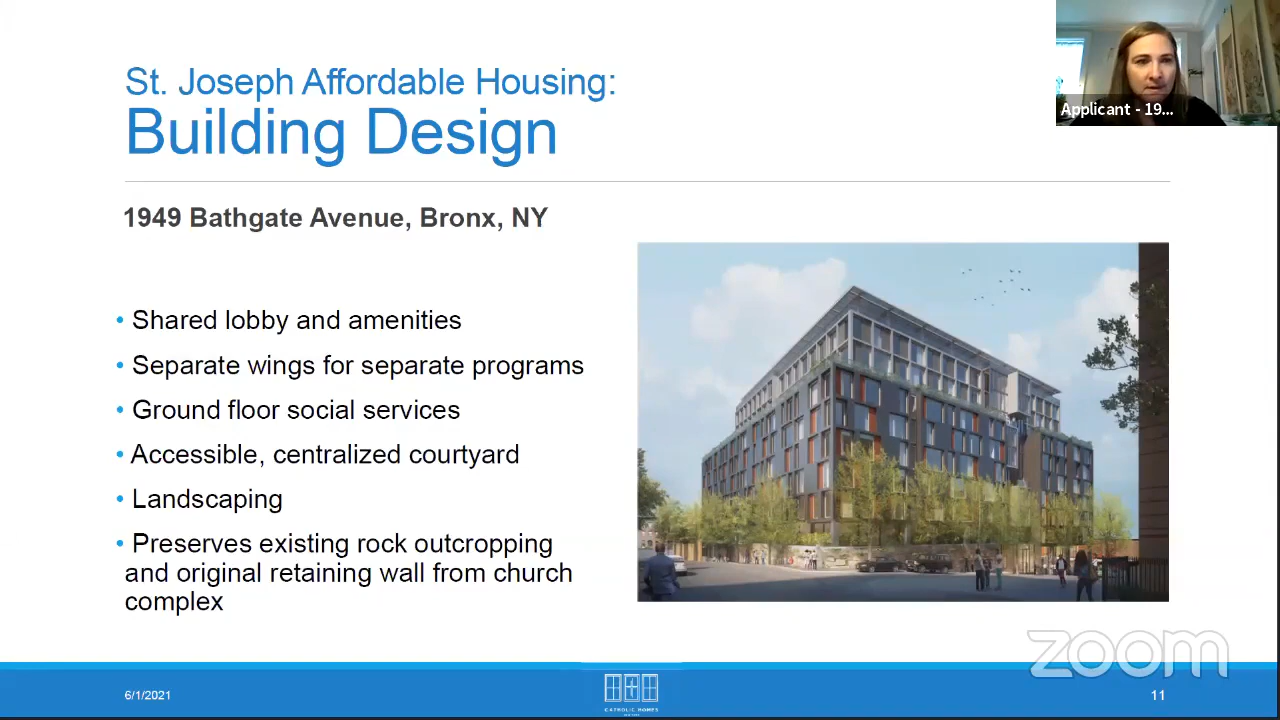 St. Joseph Affordable Housing:
Building Design
Applicant - 19...
1949 Bathgate Avenue, Bronx, NY
• Shared lobby and amenities
• Separate wings for separate programs
• Ground floor social services
• Accessible, centralized courtyard
• Landscaping
• Preserves existing rock outcropping
and original retaining wall from church
complex
zoom
6/1/2021
CATHOLIC HOMES
11